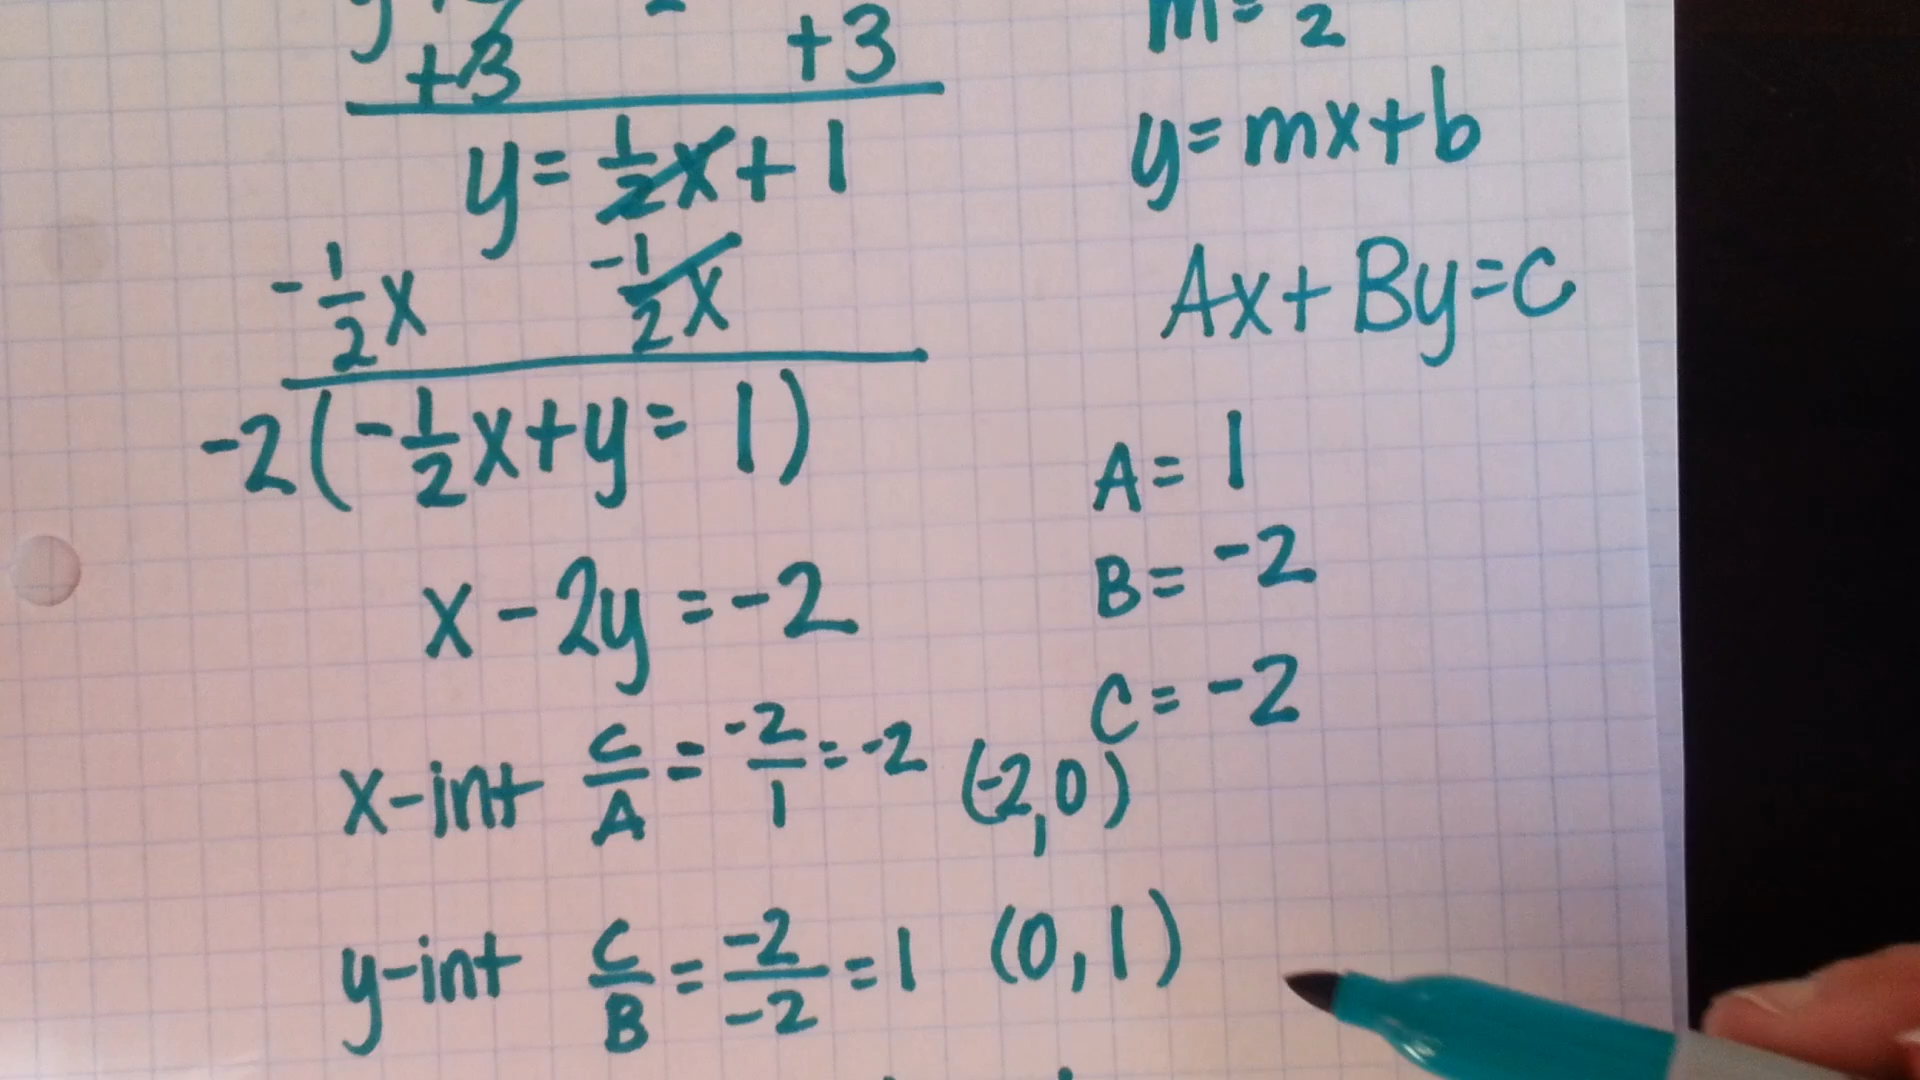 +3 +3
m= 2
y = 1/2x + 1
y = mx+b
-1/2x -1/2x
Ax + By = C
-2(-1/2x + y = 1)
A = 1
x - 2y = -2
B = -2
C = -2
x-int C/A = -2/1 = -2 (-2,0)
y-int C/B = -2/-2 = 1 (0,1)